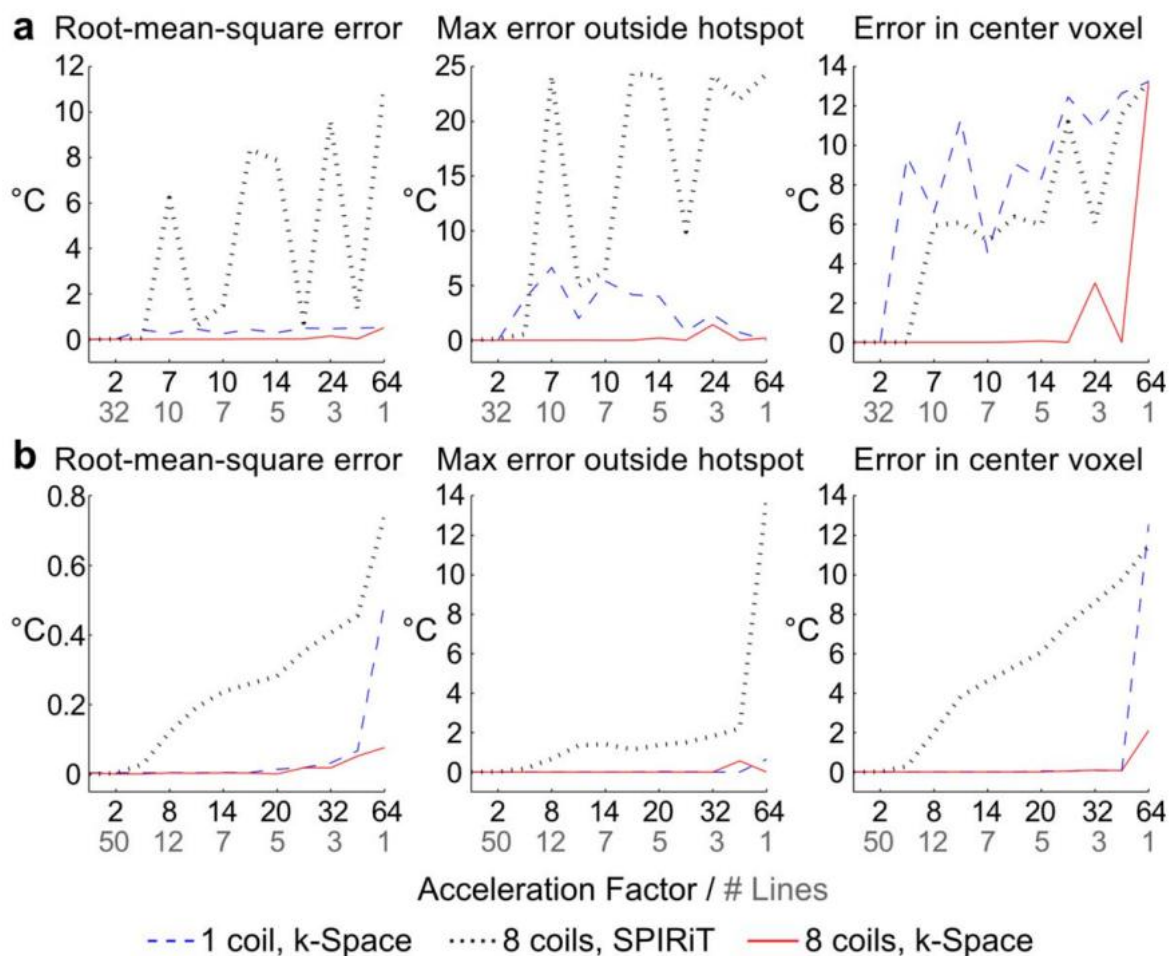 a Root-mean-square error Max error outside hotspot Error in center voxel
12
10
8
6
4
2
0
°C
2 7 10 14 24 64
32 10 7 5 3 1
25
20
15
10
5
0
°C
2 7 10 14 24 64
32 10 7 5 3 1
14
12
10
8
6
4
2
0
°C
2 7 10 14 24 64
32 10 7 5 3 1
b Root-mean-square error Max error outside hotspot Error in center voxel
0.8
0.6
0.4
0.2
0
°C
2 8 14 20 32 64
50 12 7 5 3 1
14
12
10
8
6
4
2
0
°C
2 8 14 20 32 64
50 12 7 5 3 1
14
12
10
8
6
4
2
0
°C
2 8 14 20 32 64
50 12 7 5 3 1
Acceleration Factor / # Lines
1 coil, k-Space 8 coils, SPIRiT 8 coils, k-Space